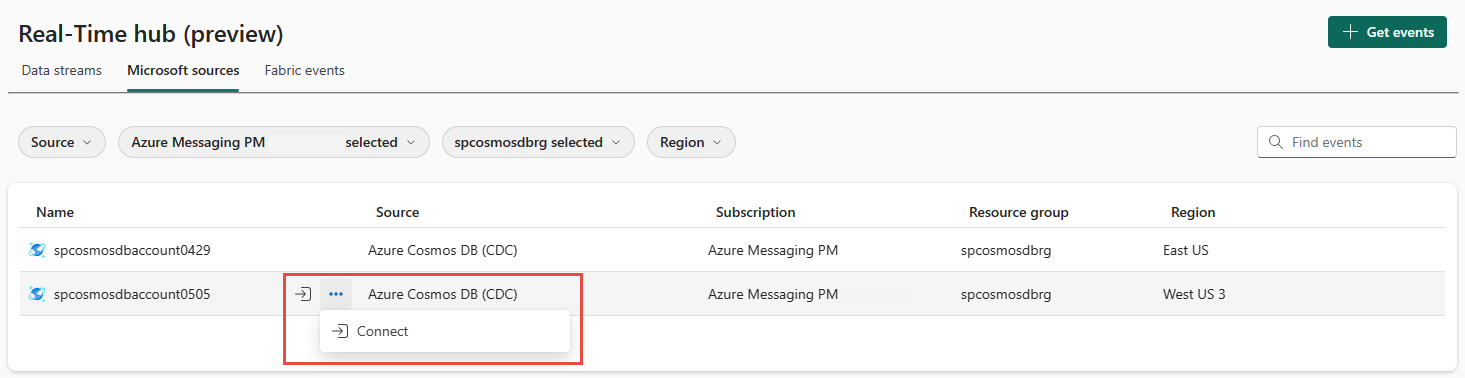 Real-Time hub (preview)
Get events
Data streams Microsoft sources Fabric events
Source Azure Messaging PM selected spcosmosdbrg selected Region Find events
Name Source Subscription Resource group Region
spcosmosdbaccount0429 Azure Cosmos DB (CDC) Azure Messaging PM spcosmosdbrg East US
spcosmosdbaccount0505 Azure Cosmos DB (CDC) Azure Messaging PM spcosmosdbrg West US 3
Connect